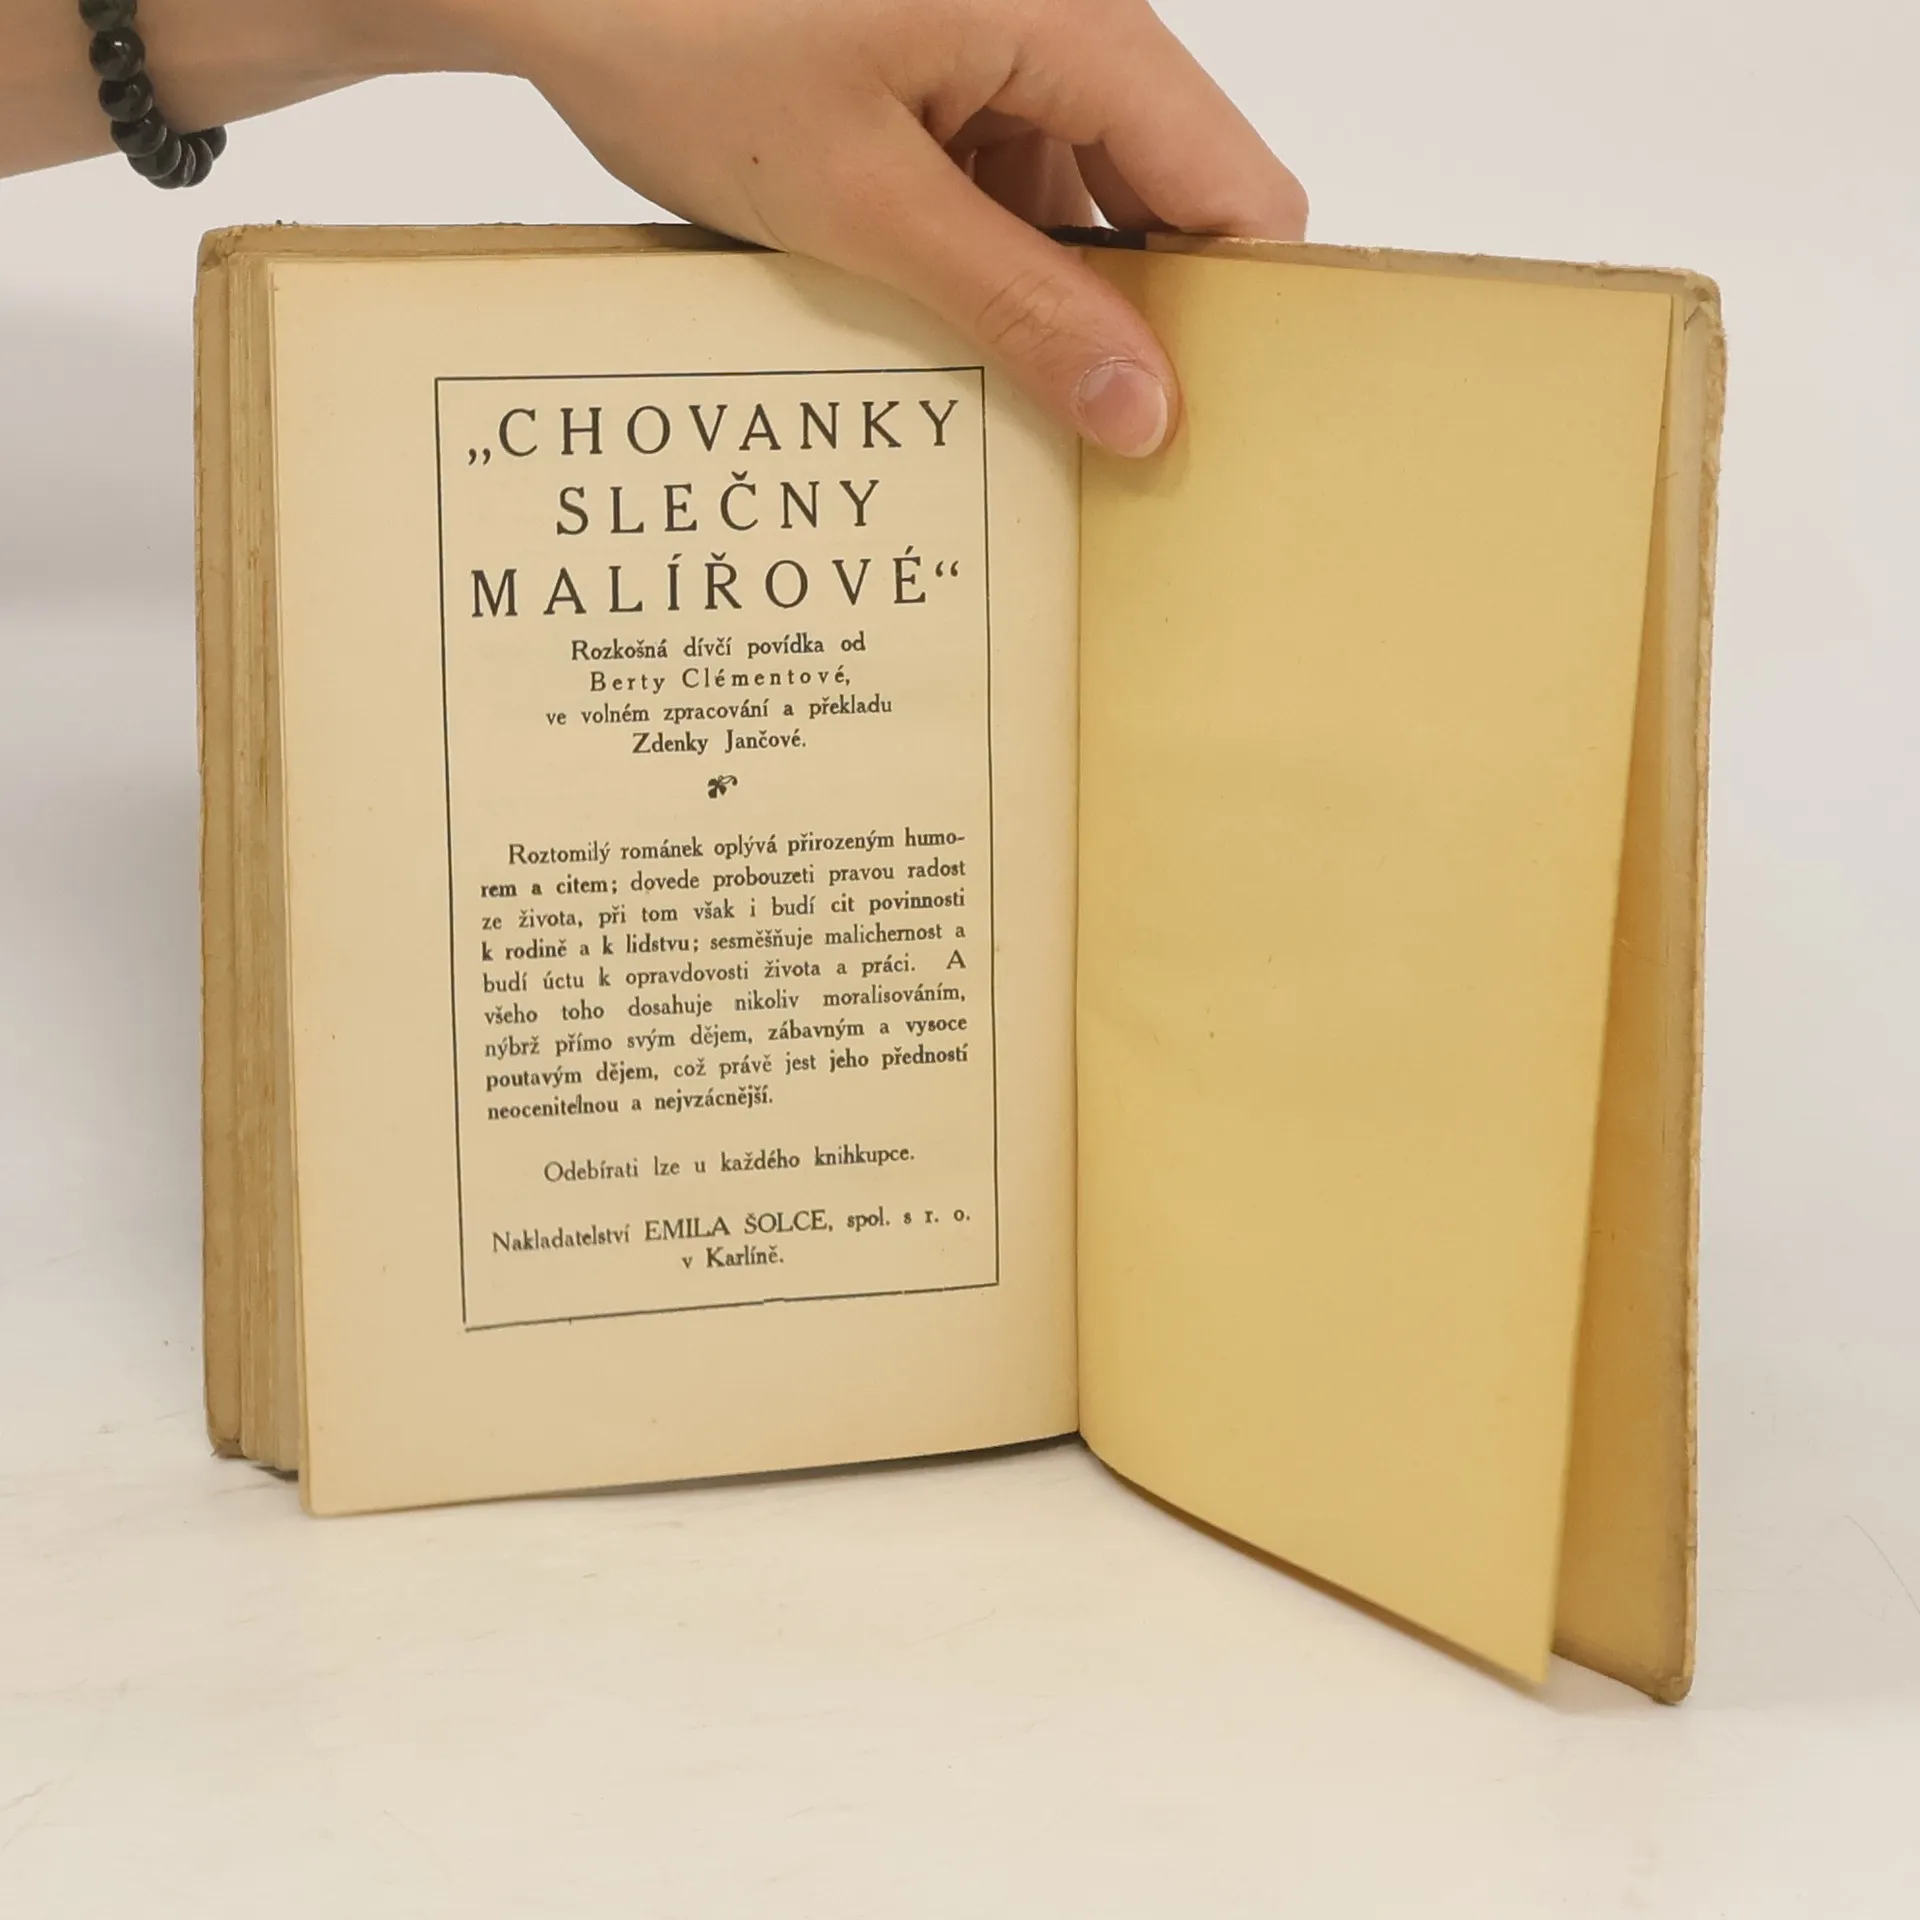 „CHOVANKY
SLEČNY
MALÍŘOVÉ“
Rozkošná dívčí povídka od
Berty Clémentové,
ve volném zpracování a překladu
Zdenky Jančové.
Roztomilý románek oplývá přirozeným humo-
rem a citem; dovede probouzeti pravou radost
ze života, při tom však i budí cit povinnosti
k rodině a k lidstvu; sesměšňuje malichernost a
budí úctu k opravdovosti života a práci. A
všeho toho dosahuje nikoliv moralisováním,
nýbrž přímo svým dějem, zábavným a vysoce
poutavým dějem, což právě jest jeho předností
neocenitelnou a nejvzácnější.
Odebírati lze u každého knihkupce.
Nakladatelství EMILA ŠOLCE, spol. s r. o.
v Karlíně.